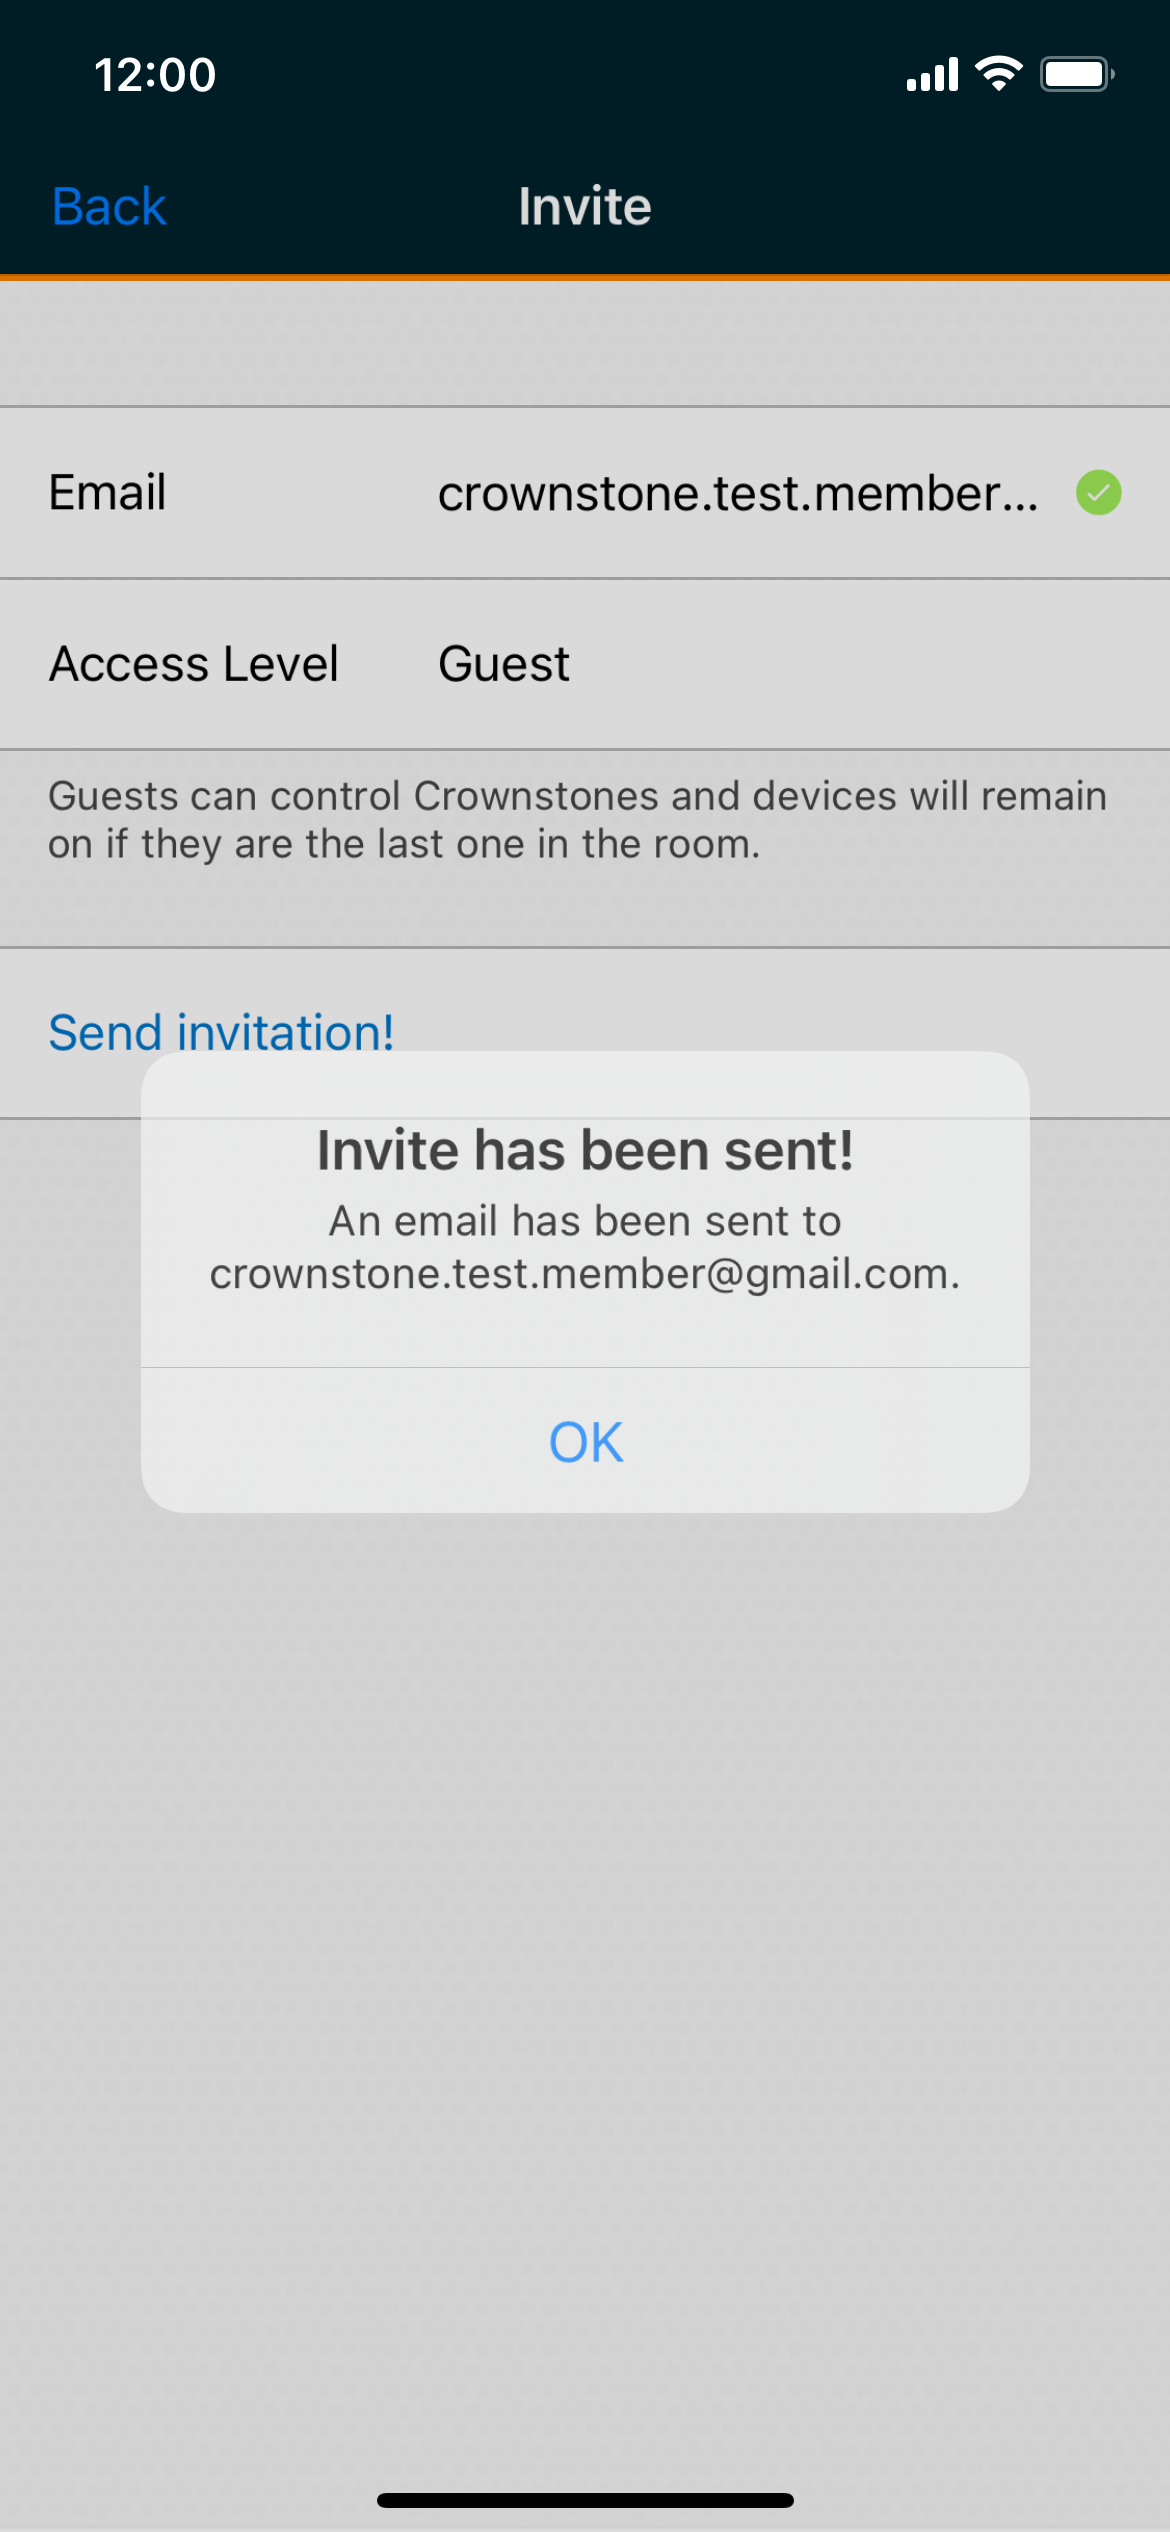 12:00
Back
Invite
Email
crownstone.test.member...
Access Level
Guest
Guests can control Crownstones and devices will remain
on if they are the last one in the room.
Send invitation!
Invite has been sent!
An email has been sent to
crownstone.test.member@gmail.com.
OK